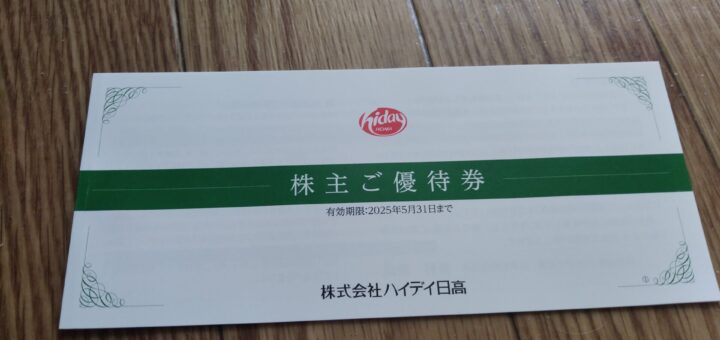 hiday
株主ご優待券
有効期限:2025年5月31日まで
株式会社ハイデイ日高
①